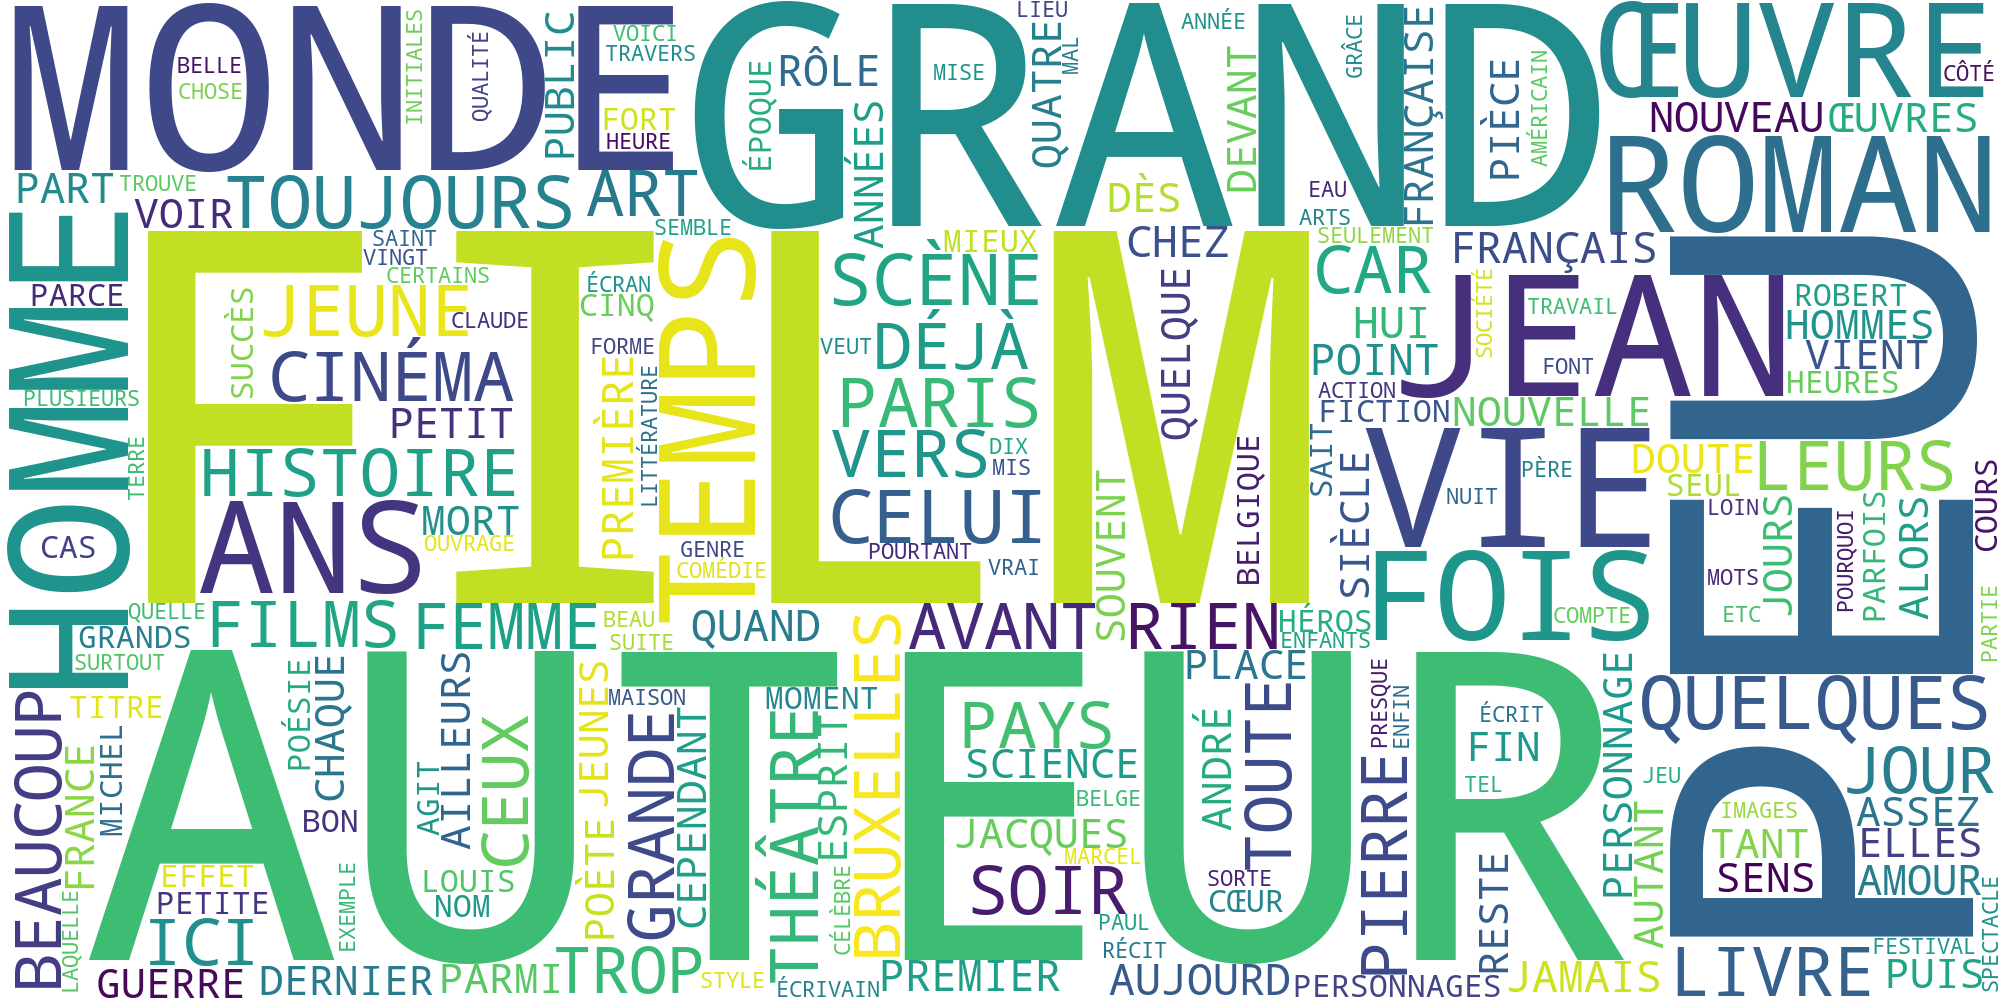 MONDE
GRAND
ŒUVRE
BELLE
CHOSE
INITIALES
QUALITÉ
PUBLIC
VOICI
TRAVERS
FORT
HEURE
ÉPOQUE
RÔLE
ANNÉES
MISE
LIEU
QUATRE
MAL
ANNÉE
DEVANT
GRÂCE
FRANÇAISE
PIÈCE
AMÉRICAIN
CÔTÉ
NOUVEAU
ŒUVRES
ROMAN
PART
TROUVE
VOIR
TOUJOURS
ART
DÈS
EAU
ARTS
SEMBLE
SEULEMENT
HOMME
FILM
SAINT
VINGT
CERTAINS
PARCE
JEUNE
CLAUDE
SUCCÈS
CINÉMA
PETIT
PLUSIEURS
TERRE
HISTOIRE
ANS
MORT
OUVRAGE
CAS
ÉCRAN
CINQ
FORME
PREMIÈRE
LITTÉRATURE
TEMPS
GENRE
COMÉDIE
MIEUX
SCÈNE
VEUT
DÉJÀ
PARIS
VERS
DIX
MIS
CELUI
POURTANT
VRAI
CHEZ
QUELQUE
SOUVENT
BELGIQUE
CAR
HUI
POINT
ACTION
FICTION
SAIT
SIÈCLE
FRANÇAIS
SOCIÉTÉ
JEAN
TRAVAIL
FONT
NOUVELLE
ROBERT
HOMMES
VIENT
HEURES
VIE
PÈRE
NUIT
DOUTE
SEUL
LEURS
PEU
LOIN
MOTS
ETC
JOURS
POURQUOI
PARFOIS
ALORS
COURS
PARTIE
FOIS
COMPTE
HÉROS
ENFANTS
QUELLE
GRANDS
SURTOUT
FILMS
FEMME
BEAU
SUITE
QUAND
AVANT
RIEN
AUTEUR
TITRE
BEAUCOUP
FRANCE
MICHEL
LAQUELLE
POÉSIE
CHAQUE
BON
EFFET
PETITE
ICI
EXEMPLE
GUERRE
DERNIER
AGIT
AILLEURS
CEUX
LOUIS
NOM
PARMI
JEUNES
POÈTE
MAISON
GRANDE
CEPENDANT
TROP
STYLE
MOMENT
THÉÂTRE
ESPRIT
CÉLÈBRE
BRUXELLES
ÉCRIVAIN
PREMIER
PAYS
SCIENCE
BELGE
JACQUES
MARCEL
SOIR
PAUL
RÉCIT
AUJOURD
PLACE
ANDRÉ
TOUTE
SORTE
CŒUR
PERSONNAGES
PRESQUE
ENFIN
PIERRE
ÉCRIT
FIN
TEL
RESTE
JAMAIS
PERSONNAGE
AUTANT
JEU
QUELQUES
JOUR
IMAGES
TANT
SENS
ASSEZ
ELLES
AMOUR
SPECTACLE
LIVRE
FESTIVAL
PUIS